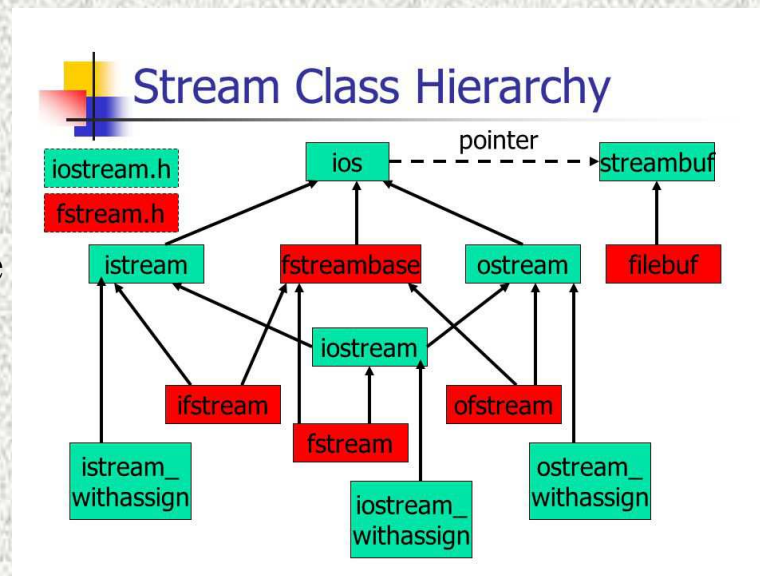 Stream Class Hierarchy
pointer
iostream.h
ios
streambuf
fstream.h
e
istream
fstreambase
ostream
filebuf
iostream
ifstream
ofstream
fstream
istream_
withassign
ostream_
withassign
iostream_
withassign